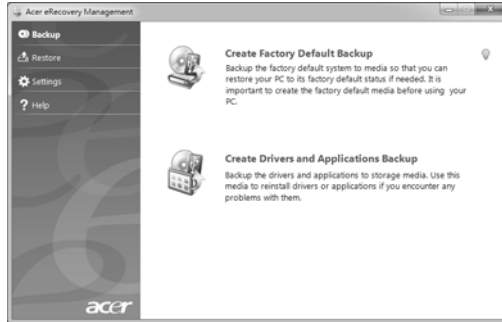 Acer eRecovery Management
Backup
Restore
Settings
Help
Create Factory Default Backup
Backup the factory default system to media so that you can
restore your PC to its factory default status if needed. It is
important to create the factory default media before using your
PC.
Create Drivers and Applications Backup
Backup the drivers and applications to storage media. Use this
media to reinstall drivers or applications if you encounter any
problems with them.
acer